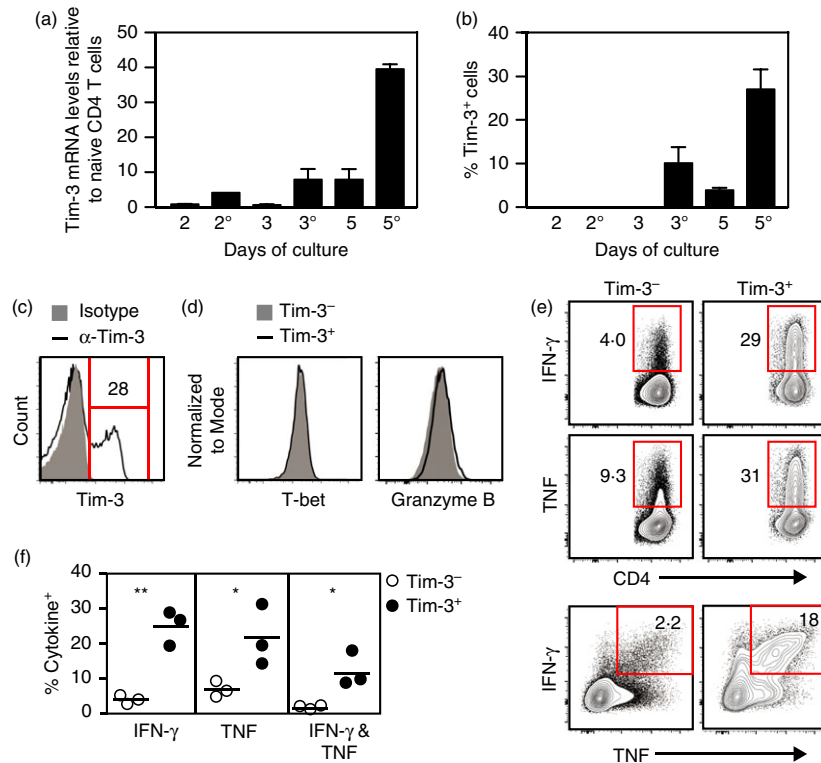 (a)
Tim-3 mRNA levels relative
to naive CD4 T cells
50
40
30
20
10
0
2 2° 3 3° 5 5°
Days of culture
(b)
% Tim-3⁺ cells
40
30
20
10
0
2 2° 3 3° 5 5°
Days of culture
(c)
Isotype
α-Tim-3
Count
28
Tim-3
(d)
Tim-3⁻
Tim-3⁺
Normalized
to Mode
T-bet
Granzyme B
(e)
Tim-3⁻ Tim-3⁺
IFN-γ
4·0
29
TNF
9·3
31
CD4
IFN-γ
2·2
18
TNF
(f)
Tim-3⁻
Tim-3⁺
% Cytokine⁺
40
30
20
10
0
** * *
IFN-γ TNF IFN-γ &
TNF